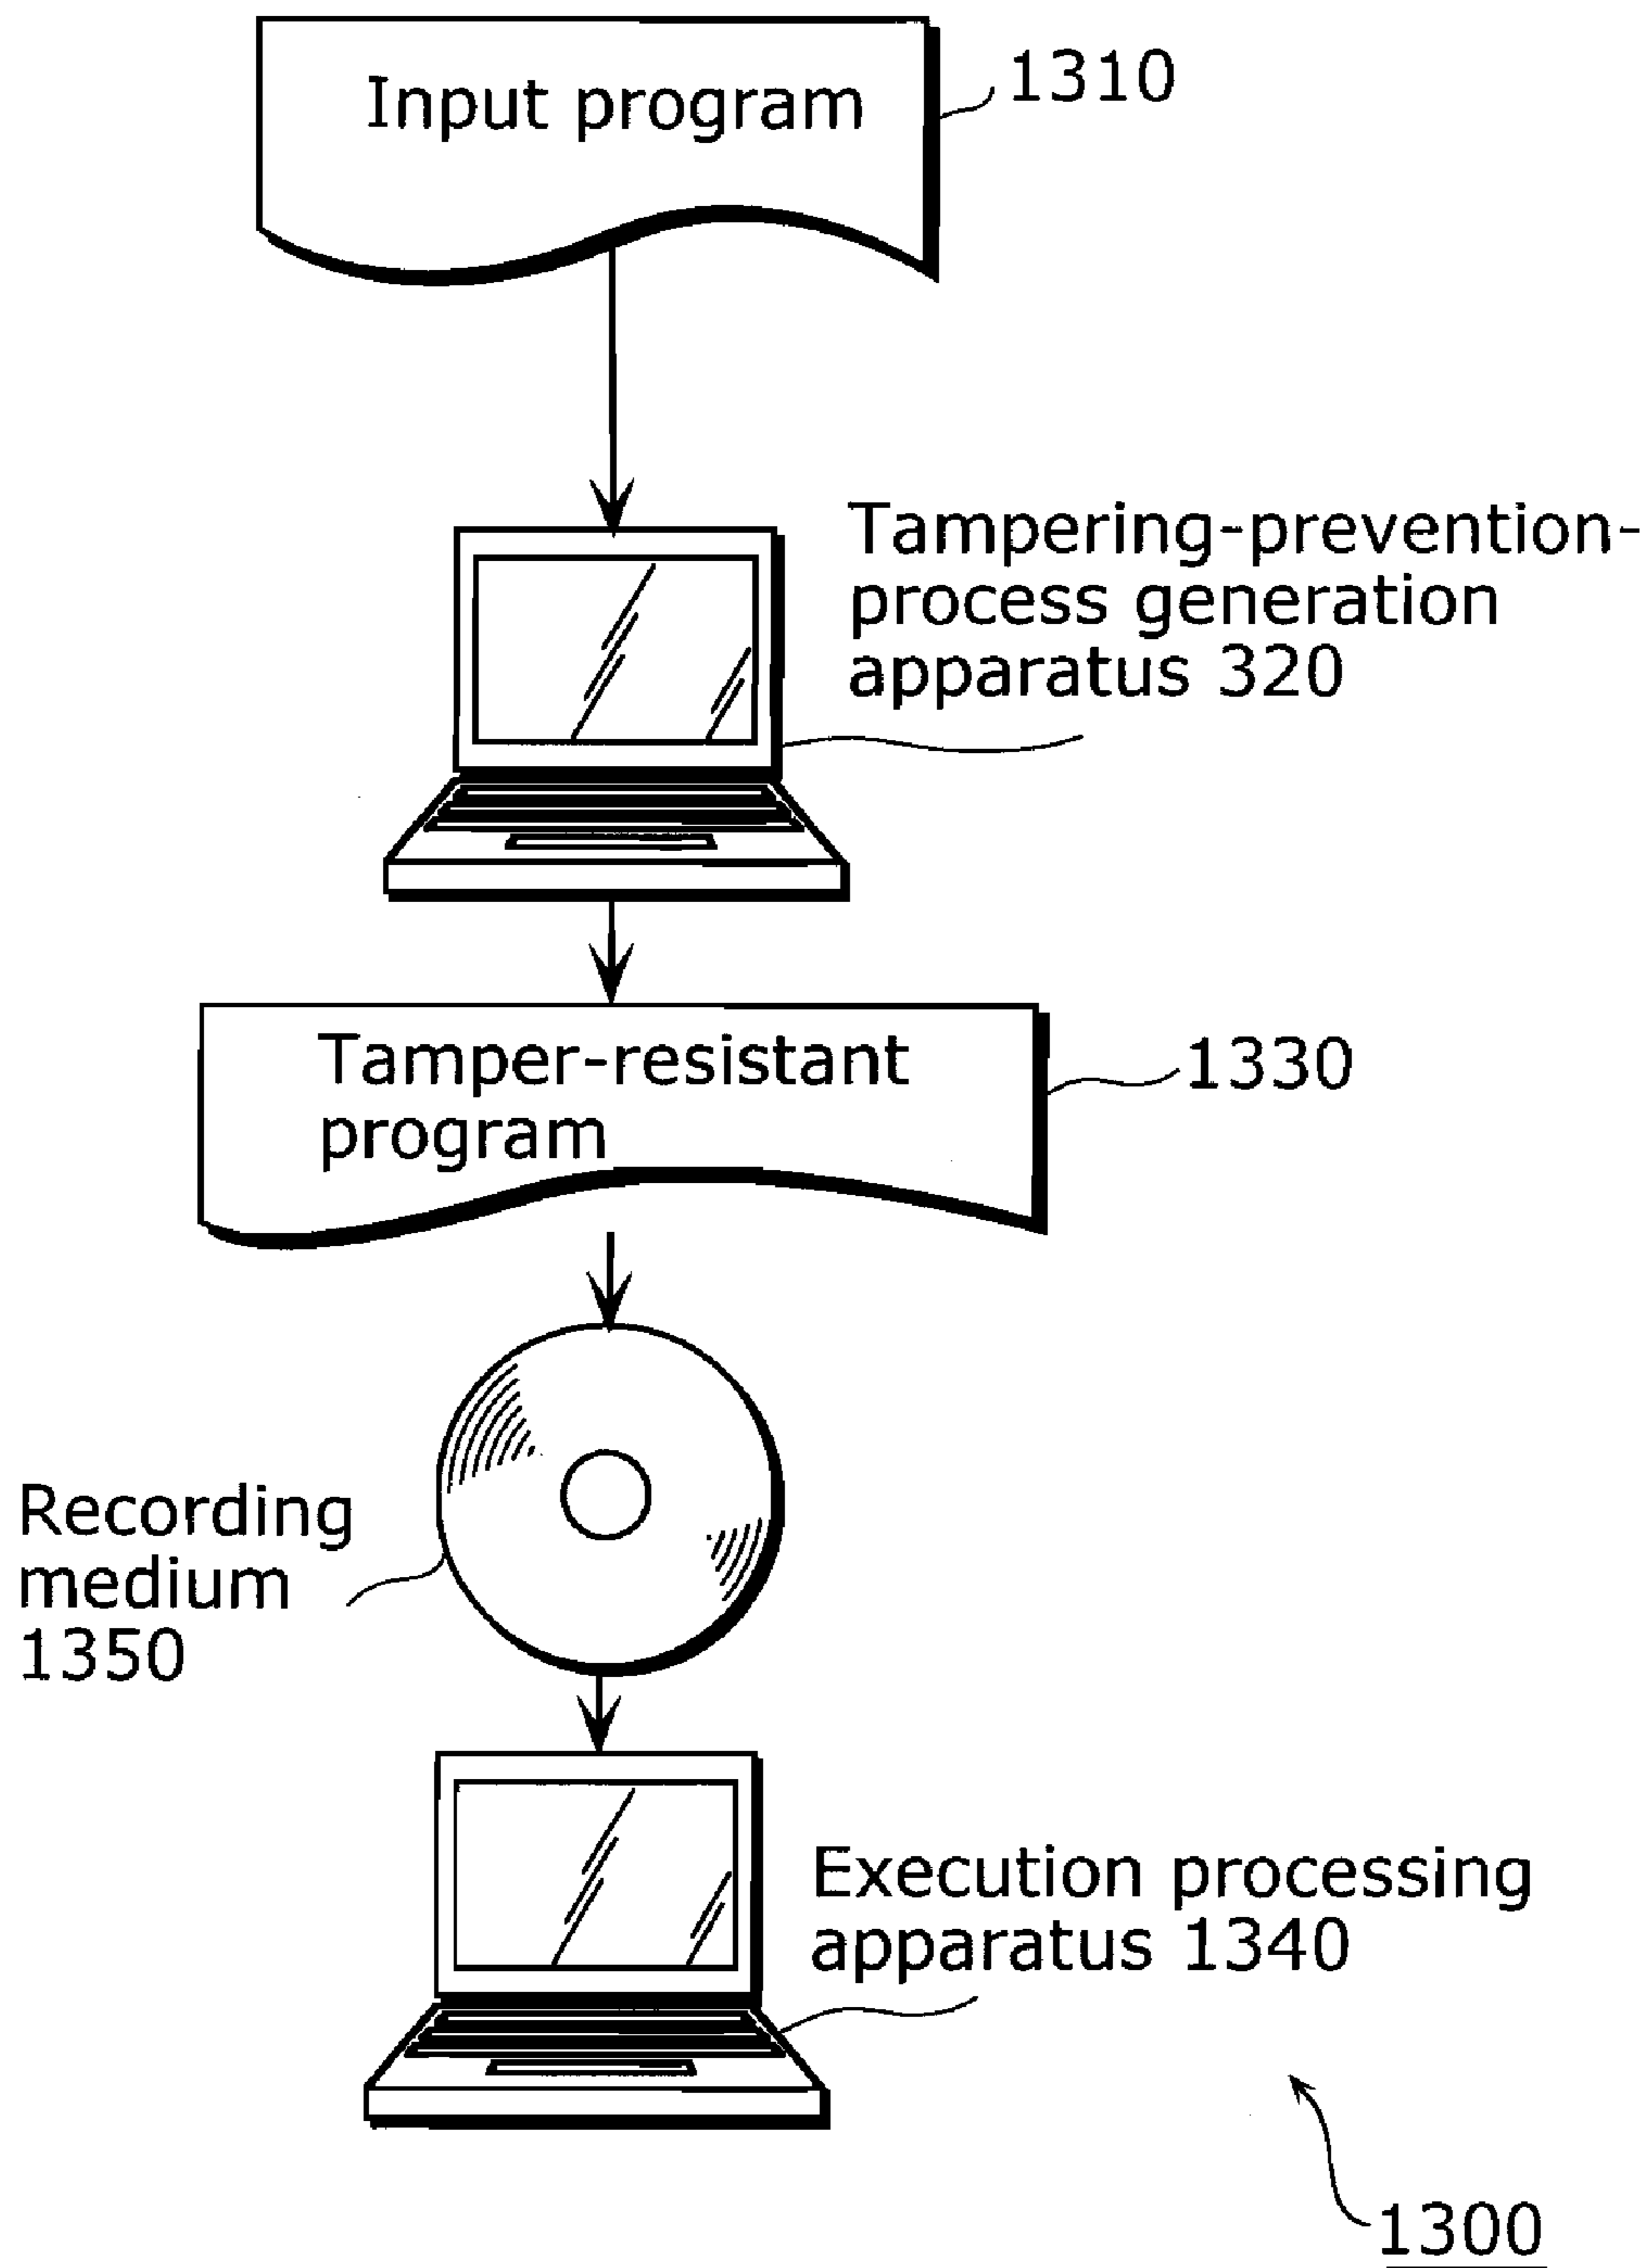 Input program
1310
Tampering-prevention-
process generation
apparatus 320
Tamper-resistant
program
1330
Recording
medium
1350
Execution processing
apparatus 1340
1300